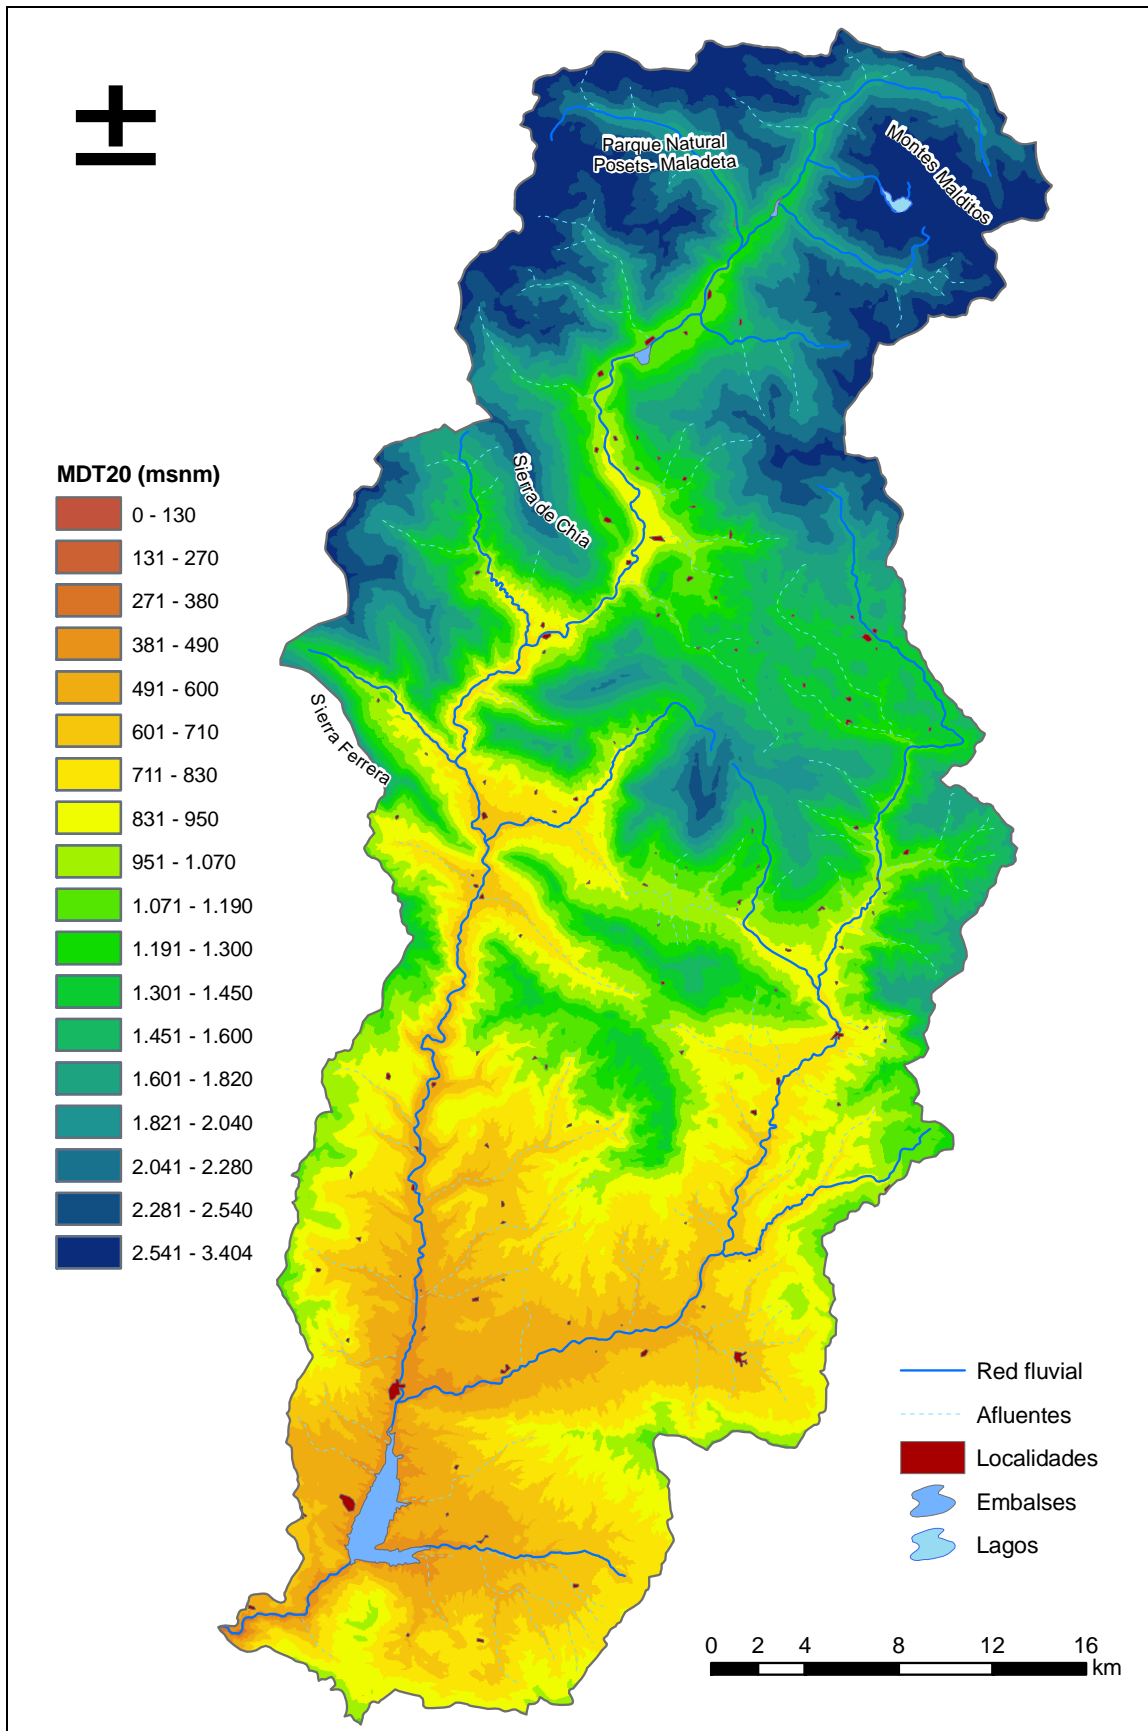 ±
Parque Natural
Posets- Maladeta
Montes Malditos
Sierra de Chía
Sierra Ferrera
MDT20 (msnm)
0 - 130
131 - 270
271 - 380
381 - 490
491 - 600
601 - 710
711 - 830
831 - 950
951 - 1.070
1.071 - 1.190
1.191 - 1.300
1.301 - 1.450
1.451 - 1.600
1.601 - 1.820
1.821 - 2.040
2.041 - 2.280
2.281 - 2.540
2.541 - 3.404
Red fluvial
Afluentes
Localidades
Embalses
Lagos
0 2 4 8 12 16
km